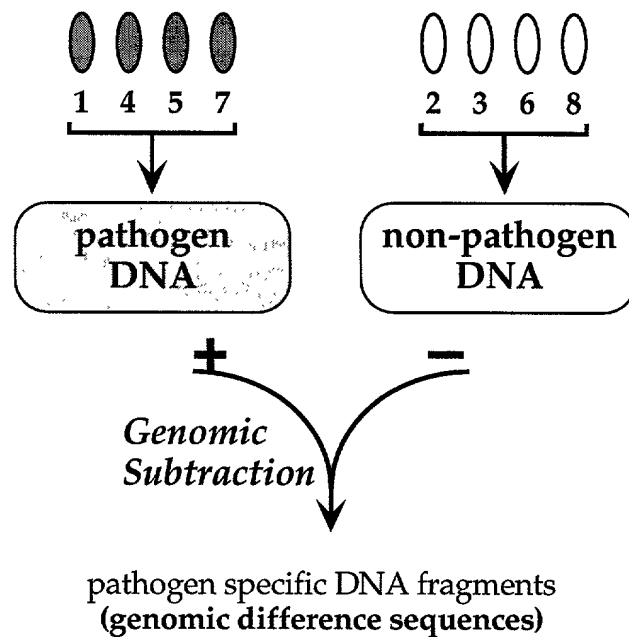 1 4 5 7
2 3 6 8
pathogen
DNA
non-pathogen
DNA
+
−
Genomic
Subtraction
pathogen specific DNA fragments
(genomic difference sequences)